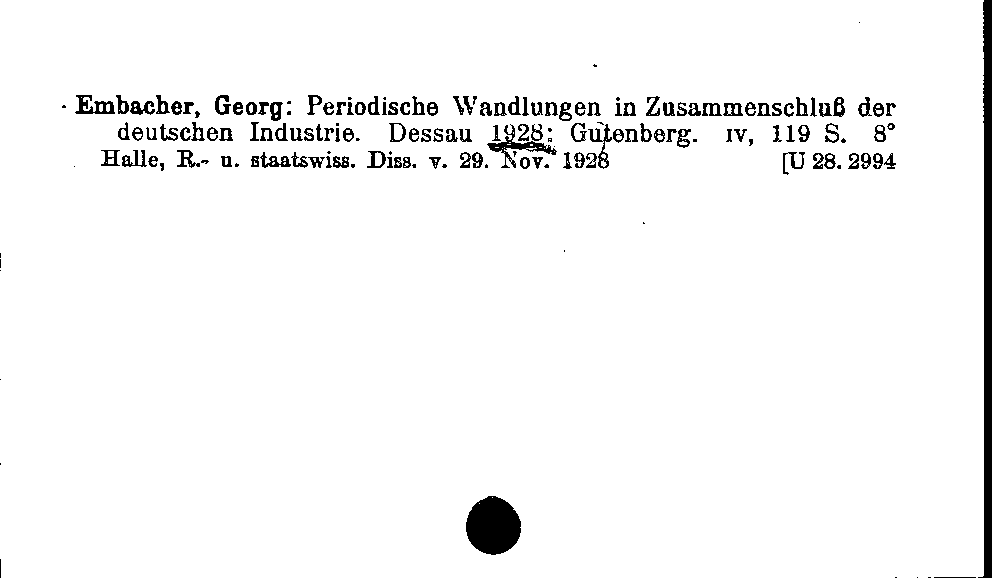 Embacher, Georg: Periodische Wandlungen in Zusammenschluß der
deutschen Industrie. Dessau 1928: Gutenberg. IV, 119 S. 8°
Halle, R.- u. staatswiss. Diss. v. 29. Nov. 1928 [U 28. 2994